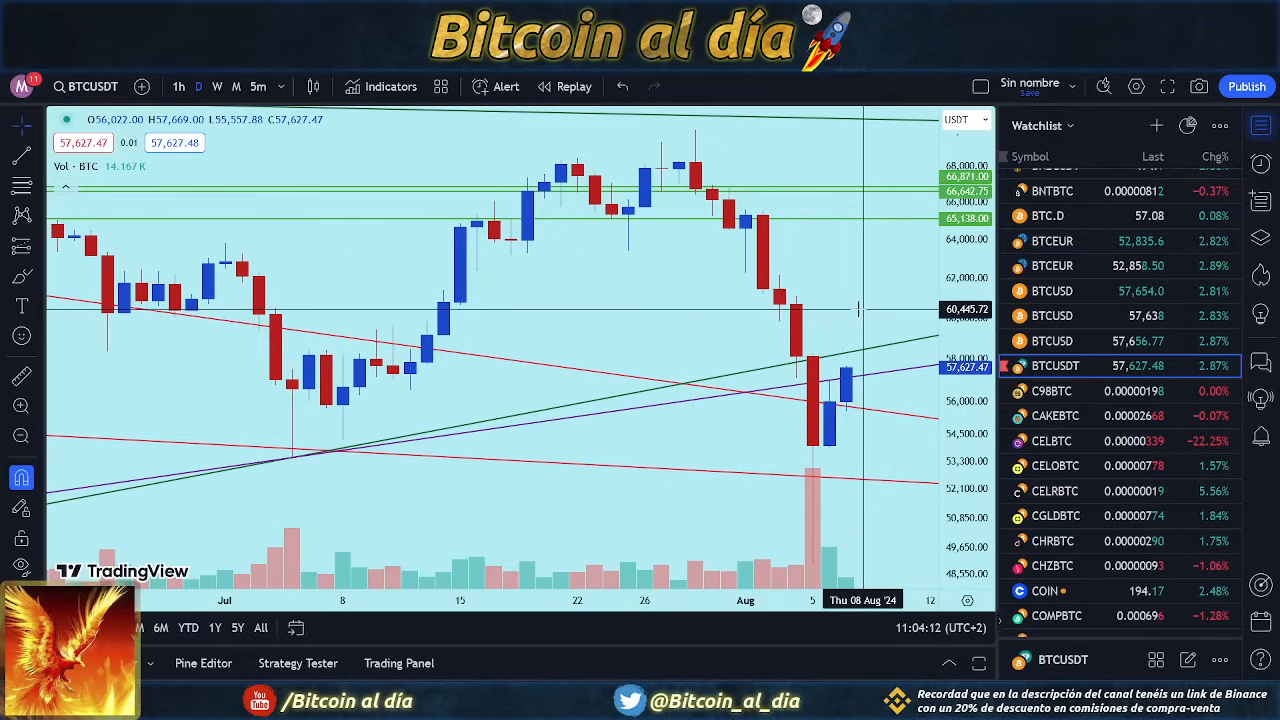 Bitcoin al día
M 11 BTCUSDT 1h D W M 5m Indicators Alert Replay Sin nombre Save Publish
O56,022.00 H57,669.00 L55,557.88 C57,627.47
57,627.47 0.01 57,627.48
Vol · BTC 14.167 K
USDT
68,000.00
66,871.00
66,642.75
66,000.00
65,138.00
64,000.00
62,000.00
60,445.72
58,000.00
57,627.47
56,000.00
54,500.00
53,300.00
52,100.00
50,850.00
49,650.00
48,550.00
TradingView
Jul 8 15 22 26 Aug 5 Thu 08 Aug '24 12
M 6M YTD 1Y 5Y All 11:04:12 (UTC+2)
Pine Editor Strategy Tester Trading Panel
Watchlist
Symbol Last Chg%
BNTBTC 0.00000812 −0.37%
BTC.D 57.08 0.08%
BTCEUR 52,835.6 2.82%
BTCEUR 52,858.50 2.89%
BTCUSD 57,654.0 2.81%
BTCUSD 57,638 2.83%
BTCUSD 57,656.77 2.83%
BTCUSDT 57,627.48 2.87%
C98BTC 0.00000198 0.00%
CAKEBTC 0.00002668 −0.07%
CELBTC 0.00000339 −22.25%
CELOBTC 0.00000778 1.57%
CELRBTC 0.00000019 5.56%
CGLDBTC 0.00000774 1.84%
CHRBTC 0.00000290 1.75%
CHZBTC 0.00000093 −1.06%
COIN 194.17 2.48%
COMPBTC 0.000696 −1.28%
BTCUSDT
You Tube /Bitcoin al día
@Bitcoin_al_dia
Recordad que en la descripción del canal tenéis un link de Binance
con un 20% de descuento en comisiones de compra-venta